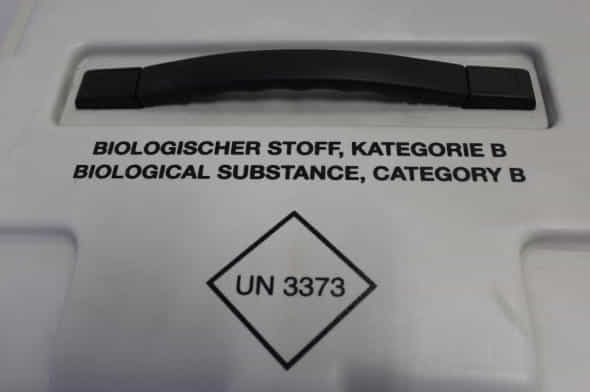 BIOLOGISCHER STOFF, KATEGORIE B
BIOLOGICAL SUBSTANCE, CATEGORY B
UN 3373